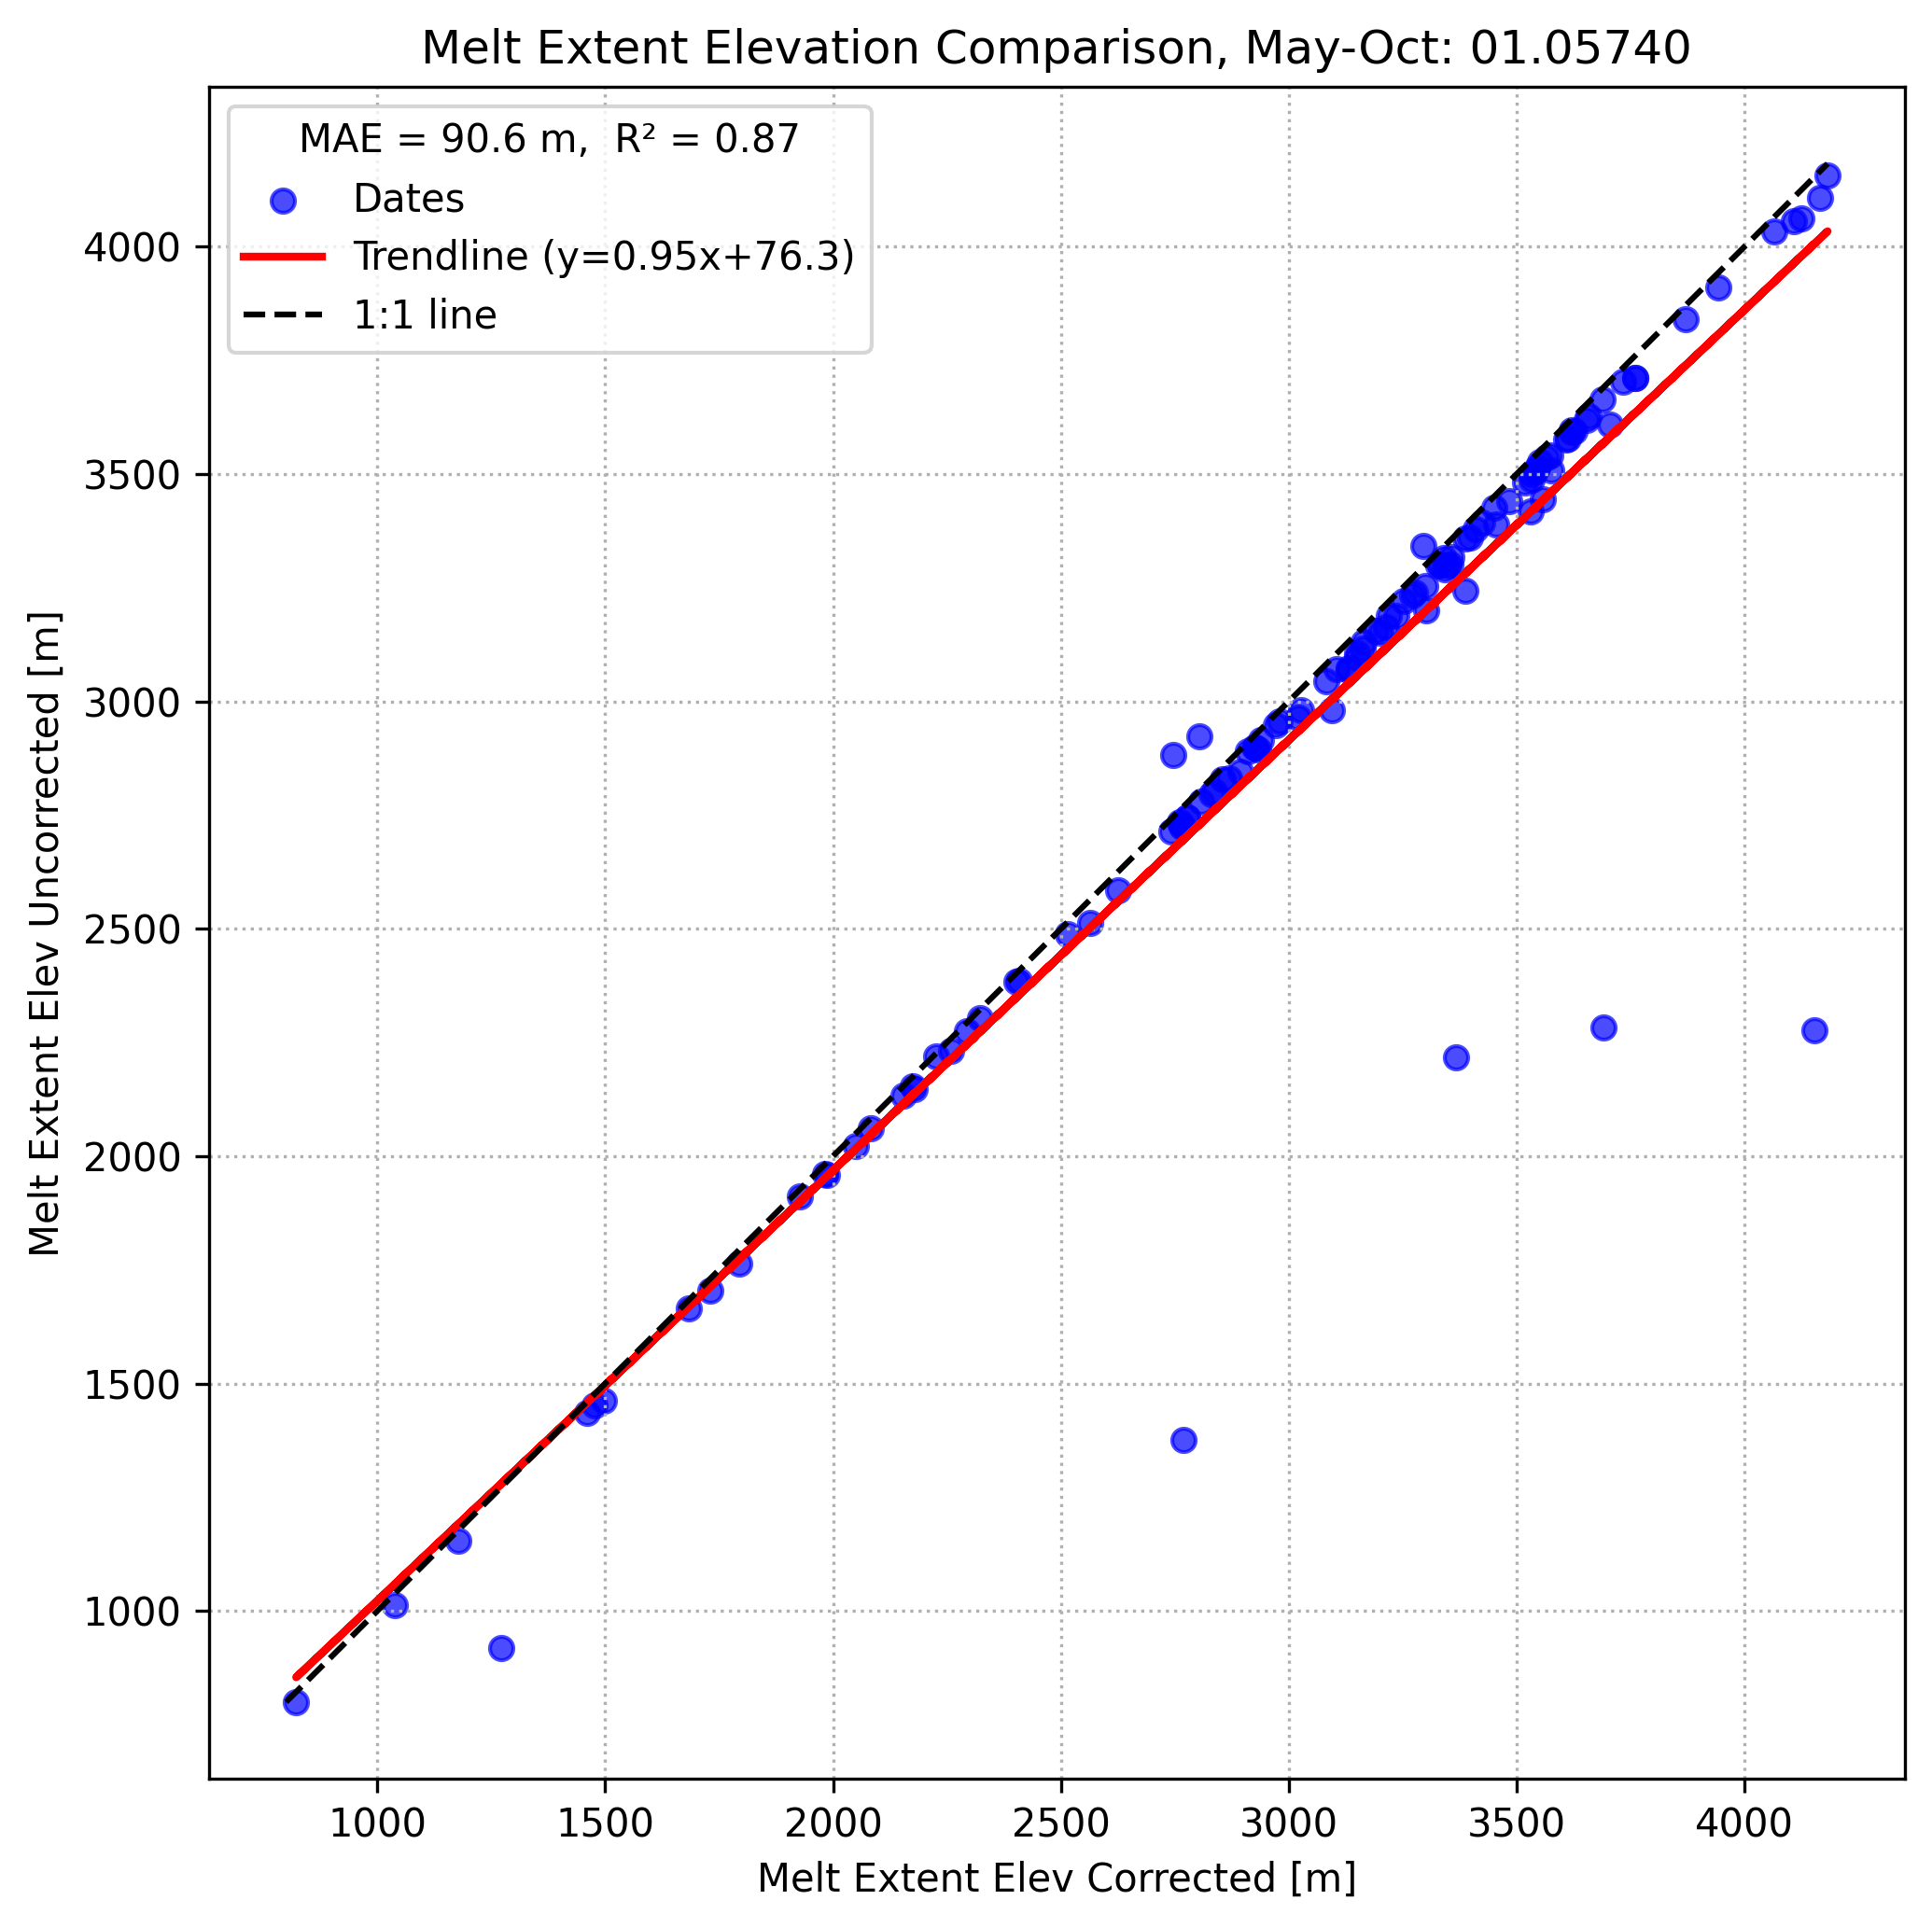 Melt Extent Elevation Comparison, May-Oct: 01.05740
MAE = 90.6 m,  R² = 0.87
Dates
Trendline (y=0.95x+76.3)
1:1 line
Melt Extent Elev Uncorrected [m]
4000
3500
3000
2500
2000
1500
1000
1000 1500 2000 2500 3000 3500 4000
Melt Extent Elev Corrected [m]